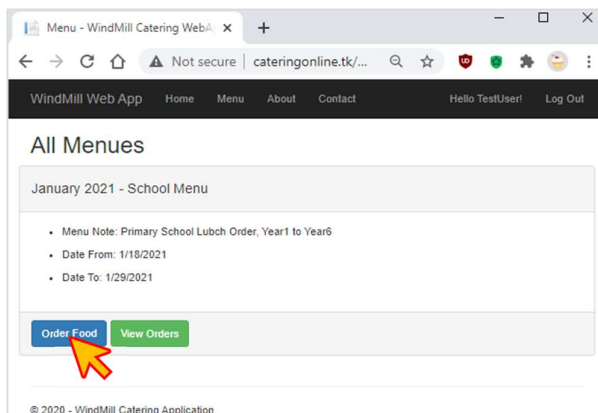 Menu - WindMill Catering WebA
Not secure | cateringonline.tk/...
WindMill Web App Home Menu About Contact Hello TestUser! Log Out
All Menues
January 2021 - School Menu
Menu Note: Primary School Lubch Order, Year1 to Year6
Date From: 1/18/2021
Date To: 1/29/2021
Order Food View Orders
© 2020 - WindMill Catering Application